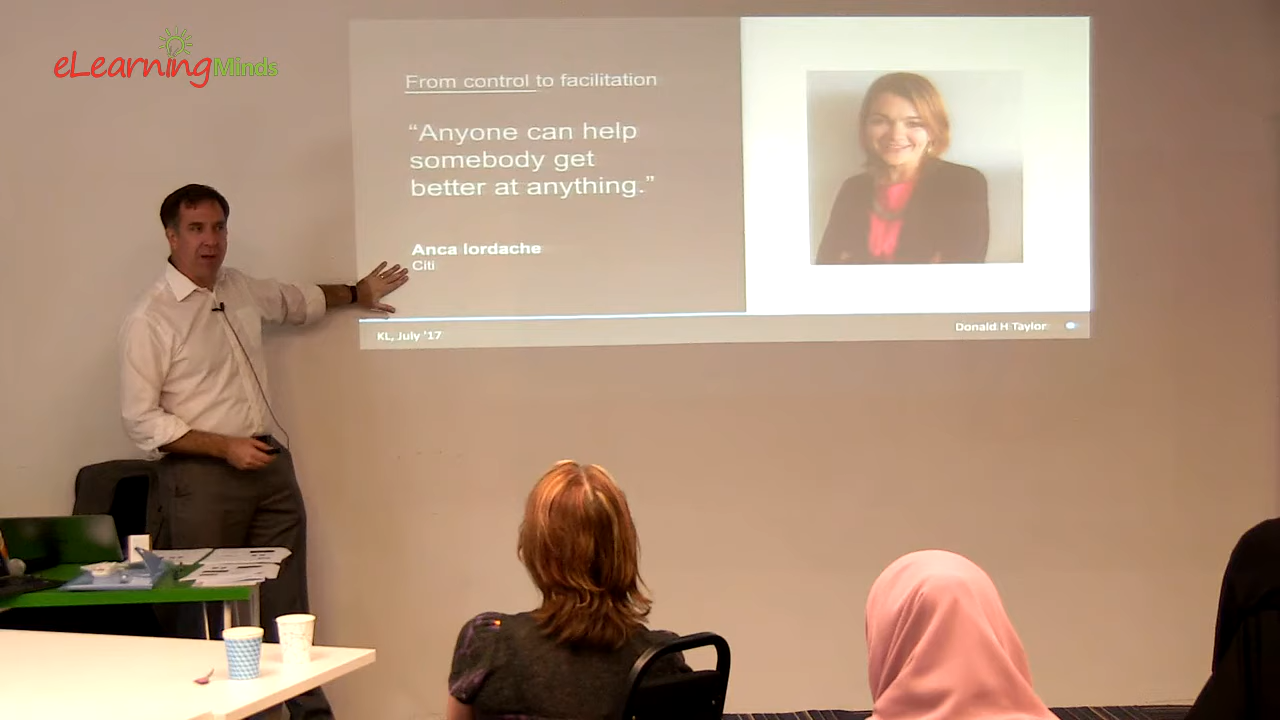 eLearningMinds
From control to facilitation
“Anyone can help
somebody get
better at anything.”
Anca Iordache
Citi
KL, July '17
Donald H Taylor